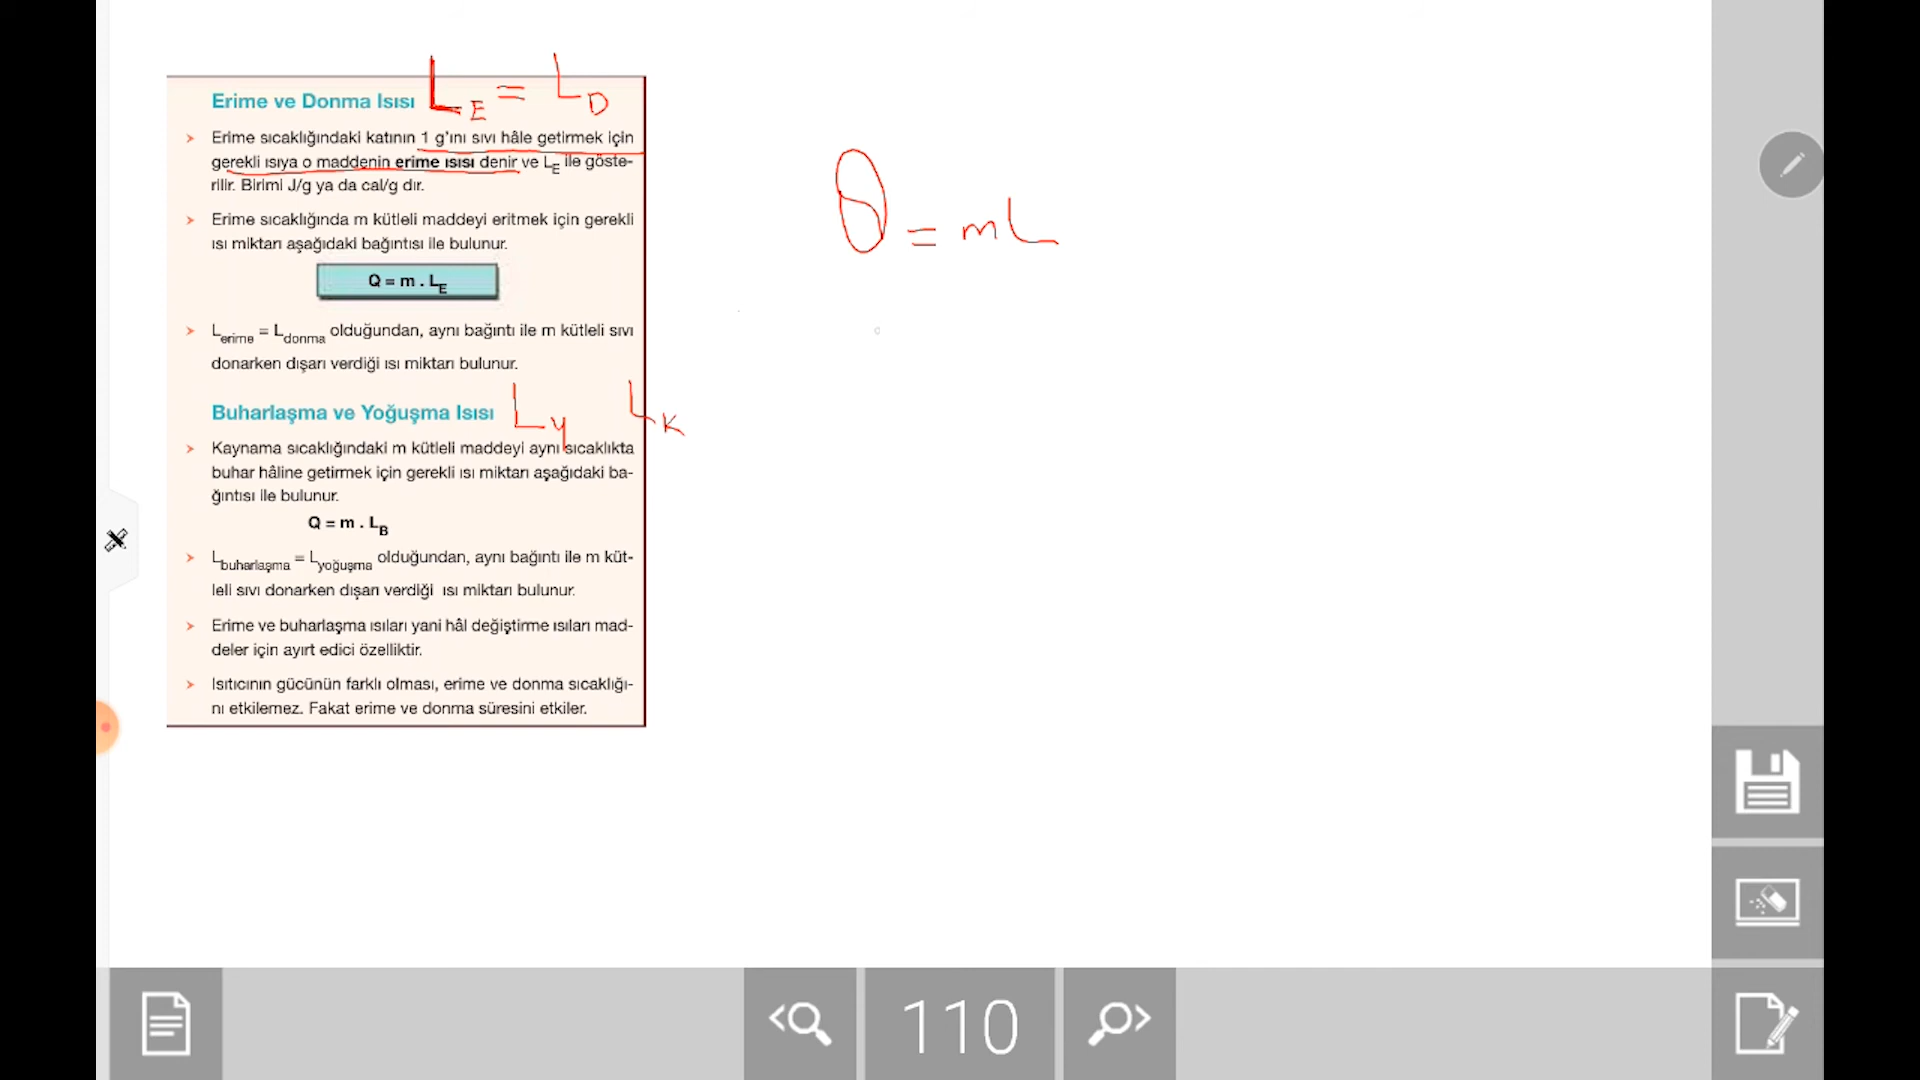 Erime ve Donma Isısı L_E = L_D
➤ Erime sıcaklığındaki katının 1 g'ını sıvı hâle getirmek için
gerekli ısıya o maddenin erime ısısı denir ve L_E ile göste-
rilir. Birimi J/g ya da cal/g dır.
➤ Erime sıcaklığında m kütleli maddeyi eritmek için gerekli
ısı miktarı aşağıdaki bağıntısı ile bulunur.
Q = m . L_E
➤ L_erime = L_donma olduğundan, aynı bağıntı ile m kütleli sıvı
donarken dışarı verdiği ısı miktarı bulunur.
Buharlaşma ve Yoğuşma Isısı L_y L_K
➤ Kaynama sıcaklığındaki m kütleli maddeyi aynı sıcaklıkta
buhar hâline getirmek için gerekli ısı miktarı aşağıdaki ba-
ğıntısı ile bulunur.
Q = m . L_B
➤ L_buharlaşma = L_yoğuşma olduğundan, aynı bağıntı ile m küt-
leli sıvı donarken dışarı verdiği ısı miktarı bulunur.
➤ Erime ve buharlaşma ısıları yani hâl değiştirme ısıları mad-
deler için ayırt edici özelliktir.
➤ Isıtıcının gücünün farklı olması, erime ve donma sıcaklığı-
nı etkilemez. Fakat erime ve donma süresini etkiler.
Q = mL
110